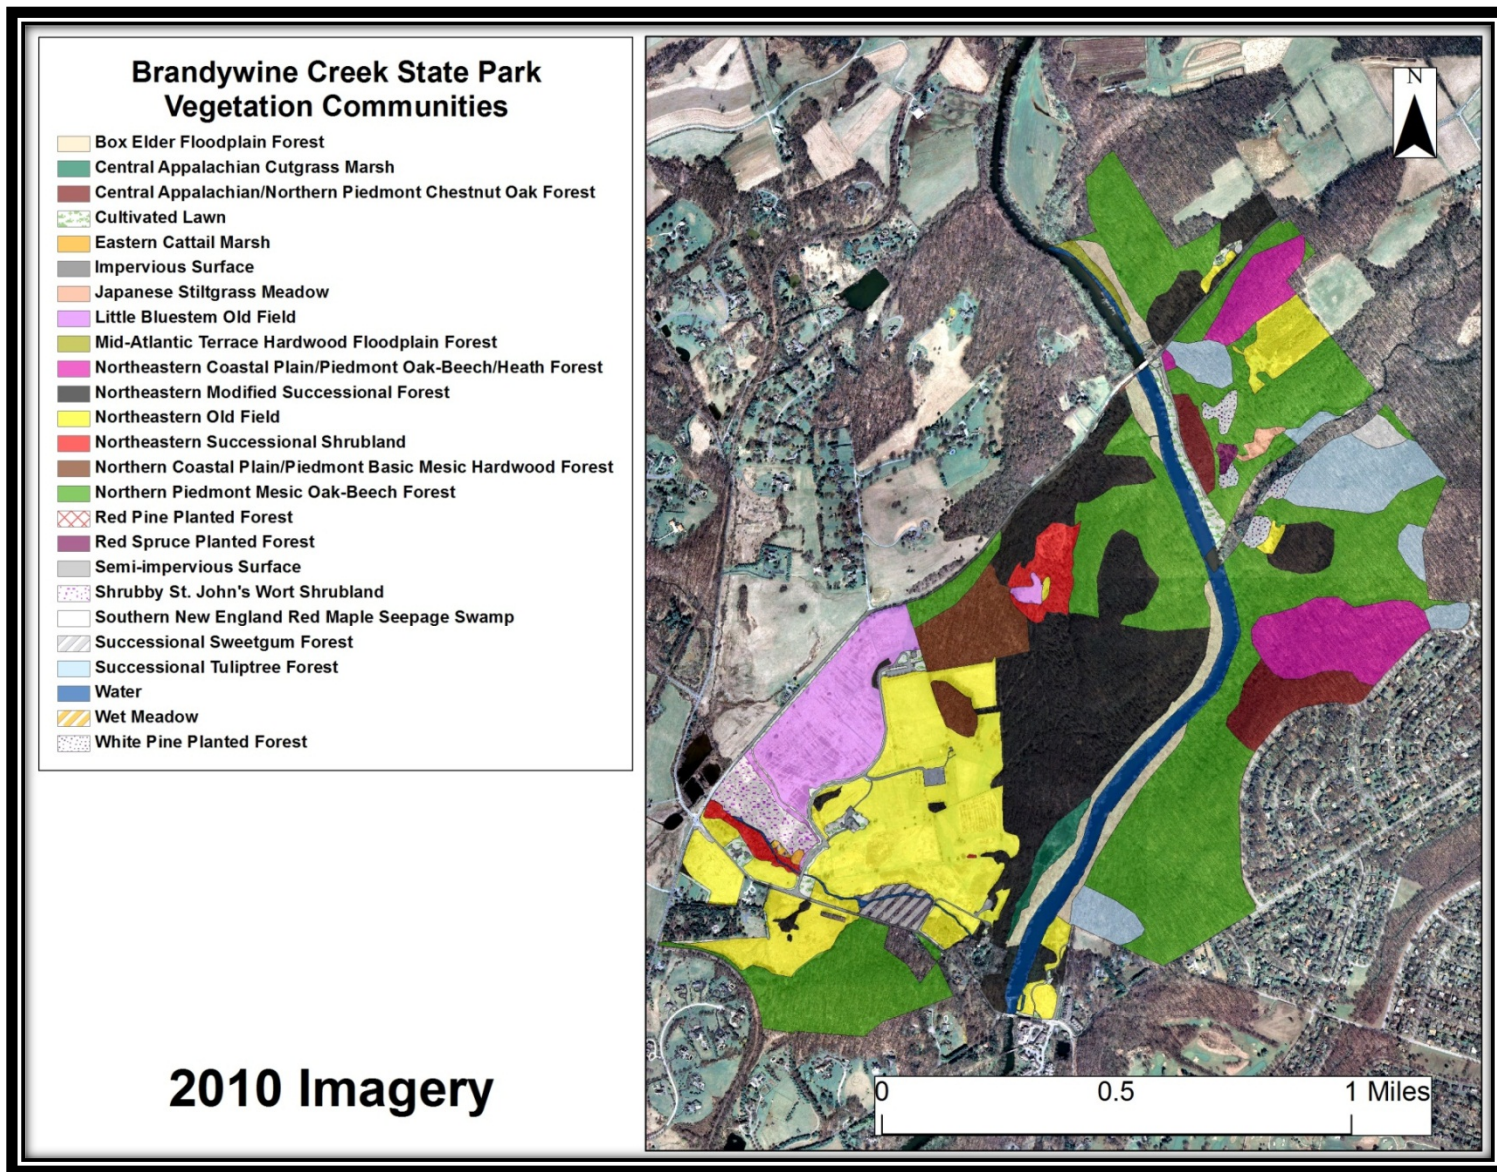 Brandywine Creek State Park
Vegetation Communities
Box Elder Floodplain Forest
Central Appalachian Cutgrass Marsh
Central Appalachian/Northern Piedmont Chestnut Oak Forest
Cultivated Lawn
Eastern Cattail Marsh
Impervious Surface
Japanese Stiltgrass Meadow
Little Bluestem Old Field
Mid-Atlantic Terrace Hardwood Floodplain Forest
Northeastern Coastal Plain/Piedmont Oak-Beech/Heath Forest
Northeastern Modified Successional Forest
Northeastern Old Field
Northeastern Successional Shrubland
Northern Coastal Plain/Piedmont Basic Mesic Hardwood Forest
Northern Piedmont Mesic Oak-Beech Forest
Red Pine Planted Forest
Red Spruce Planted Forest
Semi-impervious Surface
Shrubby St. John's Wort Shrubland
Southern New England Red Maple Seepage Swamp
Successional Sweetgum Forest
Successional Tuliptree Forest
Water
Wet Meadow
White Pine Planted Forest
2010 Imagery
N
0 0.5 1 Miles